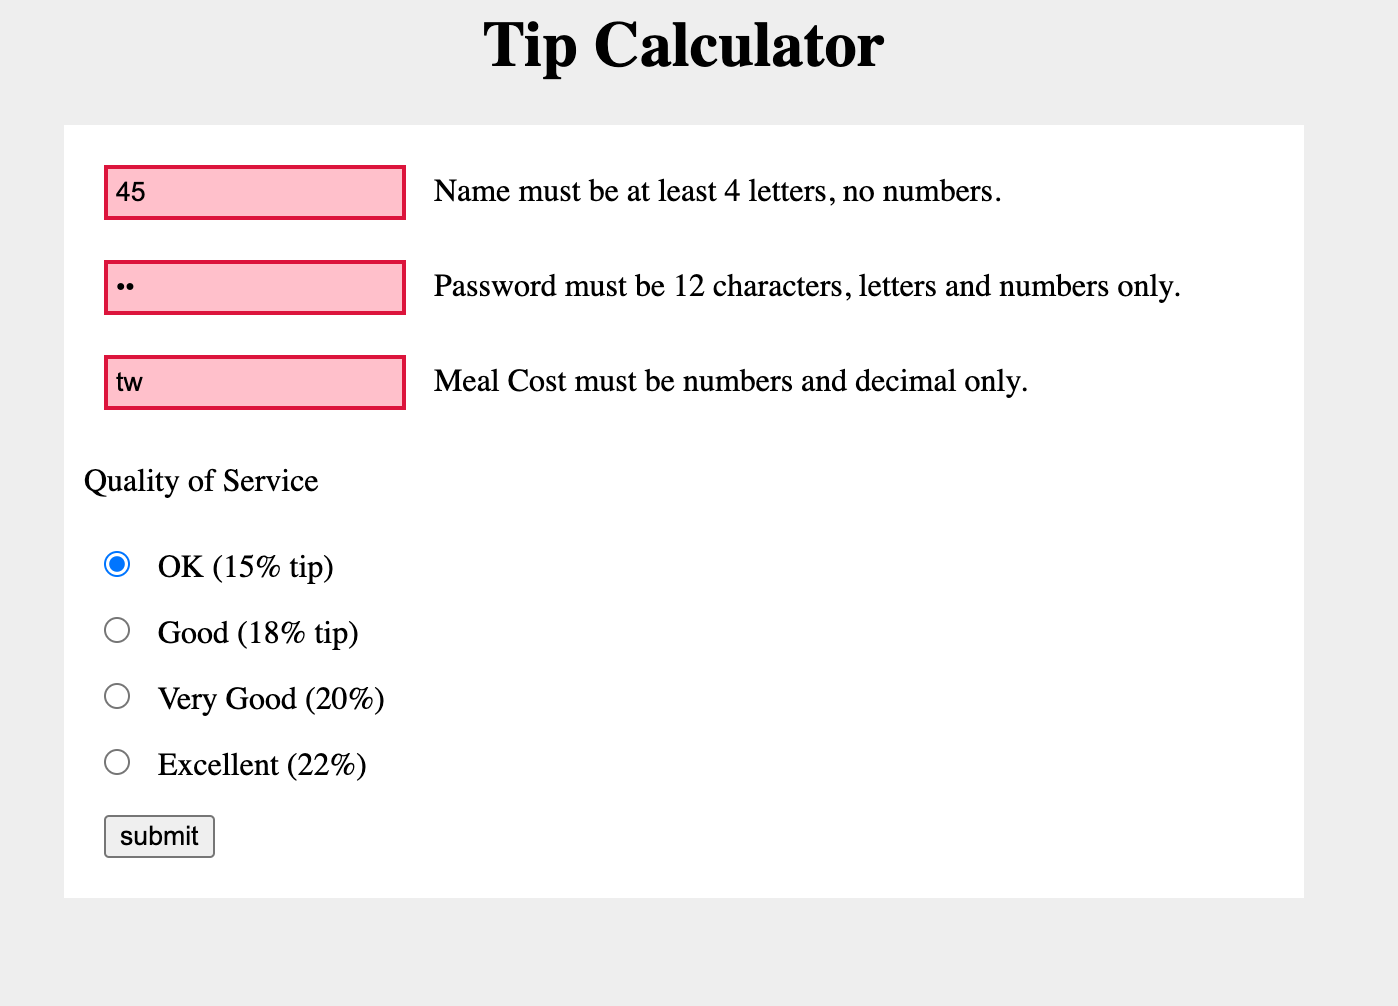 Tip Calculator
45 Name must be at least 4 letters, no numbers.
•• Password must be 12 characters, letters and numbers only.
tw Meal Cost must be numbers and decimal only.
Quality of Service
OK (15% tip)
Good (18% tip)
Very Good (20%)
Excellent (22%)
submit